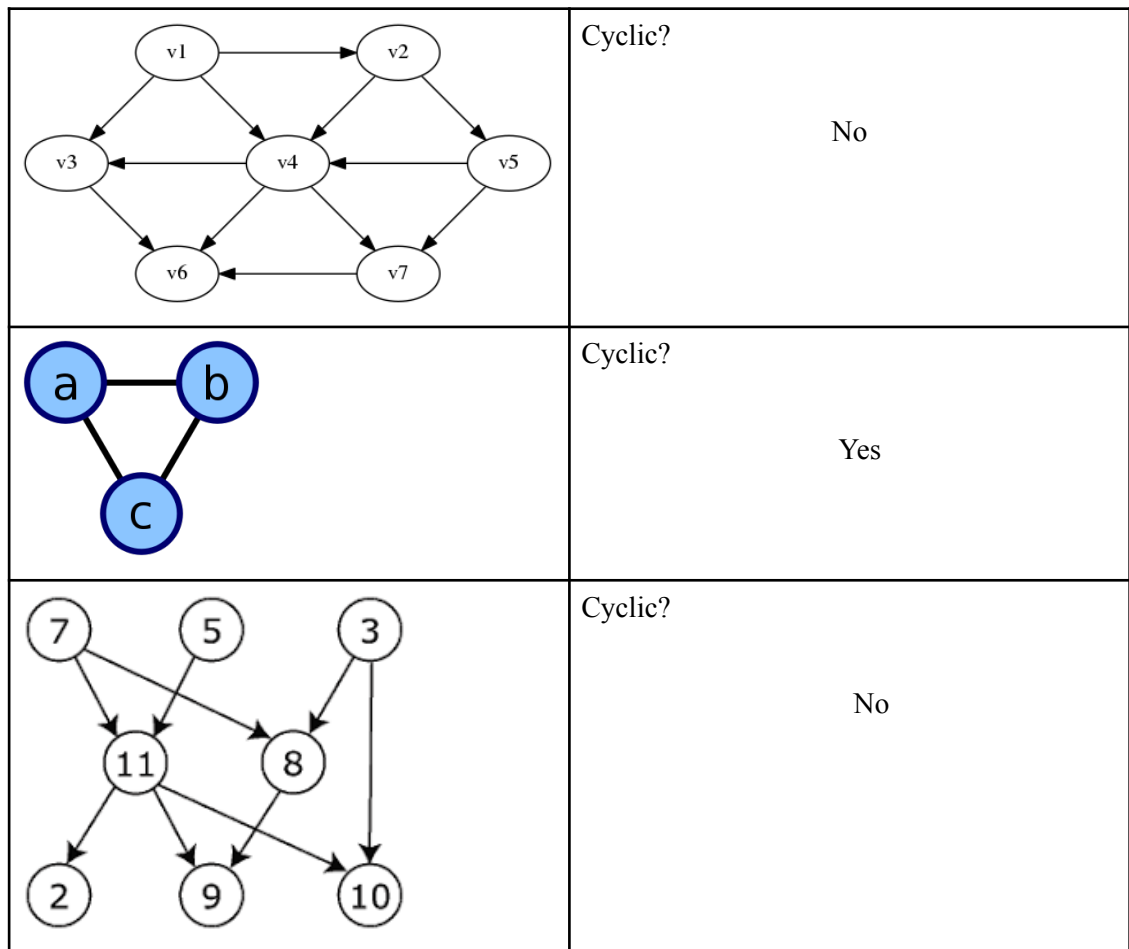 v1 v2
Cyclic?
No
v3 v4 v5
v6 v7
a b
Cyclic?
Yes
c
7 5 3
Cyclic?
No
11 8
2 9 10